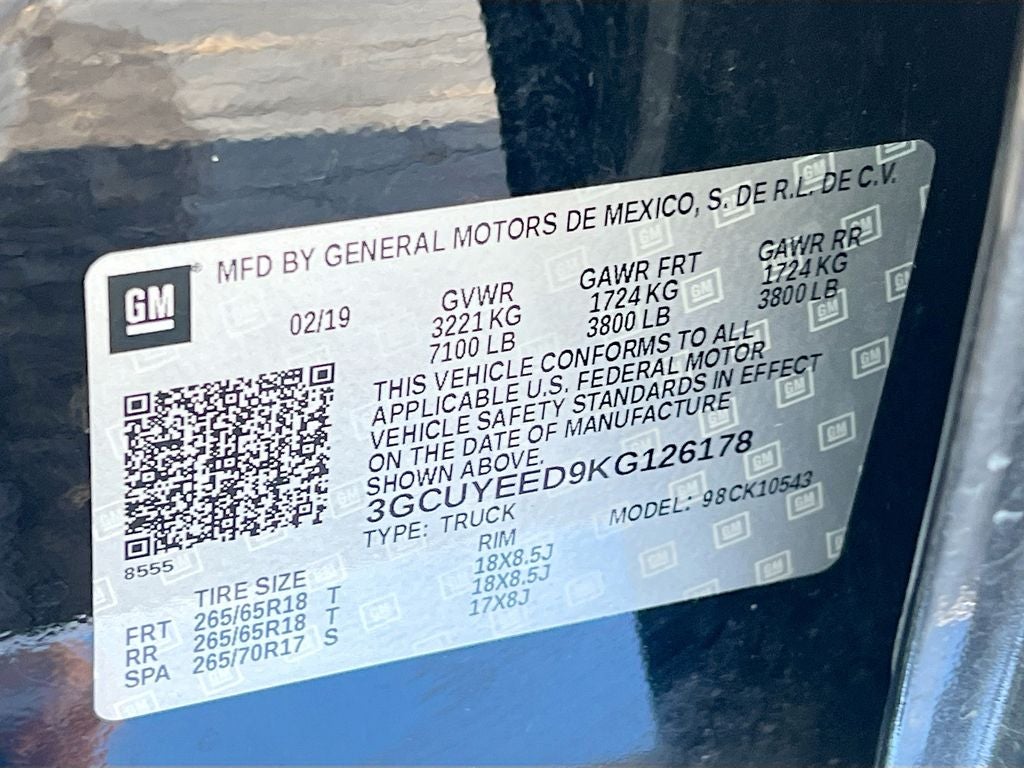 GM
® MFD BY GENERAL MOTORS DE MEXICO, S. DE R.L. DE C.V.
02/19
GVWR GAWR FRT GAWR RR
3221 KG 1724 KG 1724 KG
7100 LB 3800 LB 3800 LB
THIS VEHICLE CONFORMS TO ALL
APPLICABLE U.S. FEDERAL MOTOR
VEHICLE SAFETY STANDARDS IN EFFECT
ON THE DATE OF MANUFACTURE
SHOWN ABOVE.
3GCUYEED9KG126178
TYPE: TRUCK MODEL: 98CK10543
8555
TIRE SIZE RIM
FRT 265/65R18 T 18X8.5J
RR 265/65R18 T 18X8.5J
SPA 265/70R17 S 17X8J